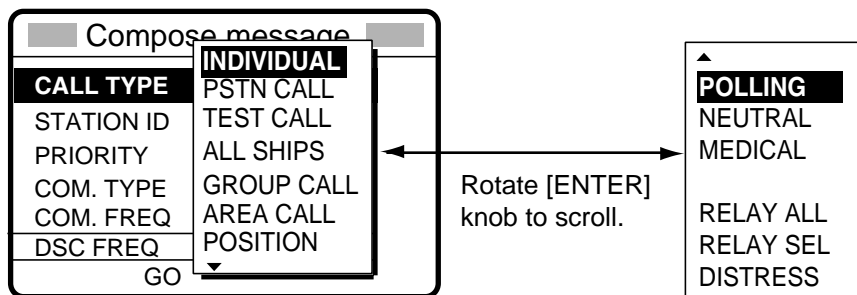 Compose message
CALL TYPE
STATION ID
PRIORITY
COM. TYPE
COM. FREQ
DSC FREQ
GO
INDIVIDUAL
PSTN CALL
TEST CALL
ALL SHIPS
GROUP CALL
AREA CALL
POSITION
Rotate [ENTER]
knob to scroll.
POLLING
NEUTRAL
MEDICAL
RELAY ALL
RELAY SEL
DISTRESS